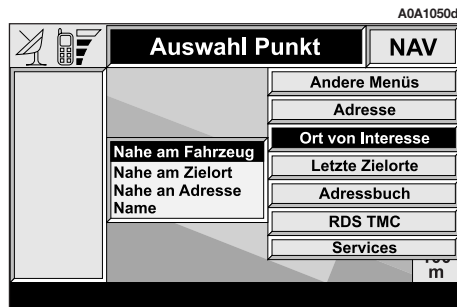 A0A1050d
Auswahl Punkt
NAV
Andere Menüs
Adresse
Ort von Interesse
Letzte Zielorte
Adressbuch
RDS TMC
Services
Nahe am Fahrzeug
Nahe am Zielort
Nahe an Adresse
Name
m